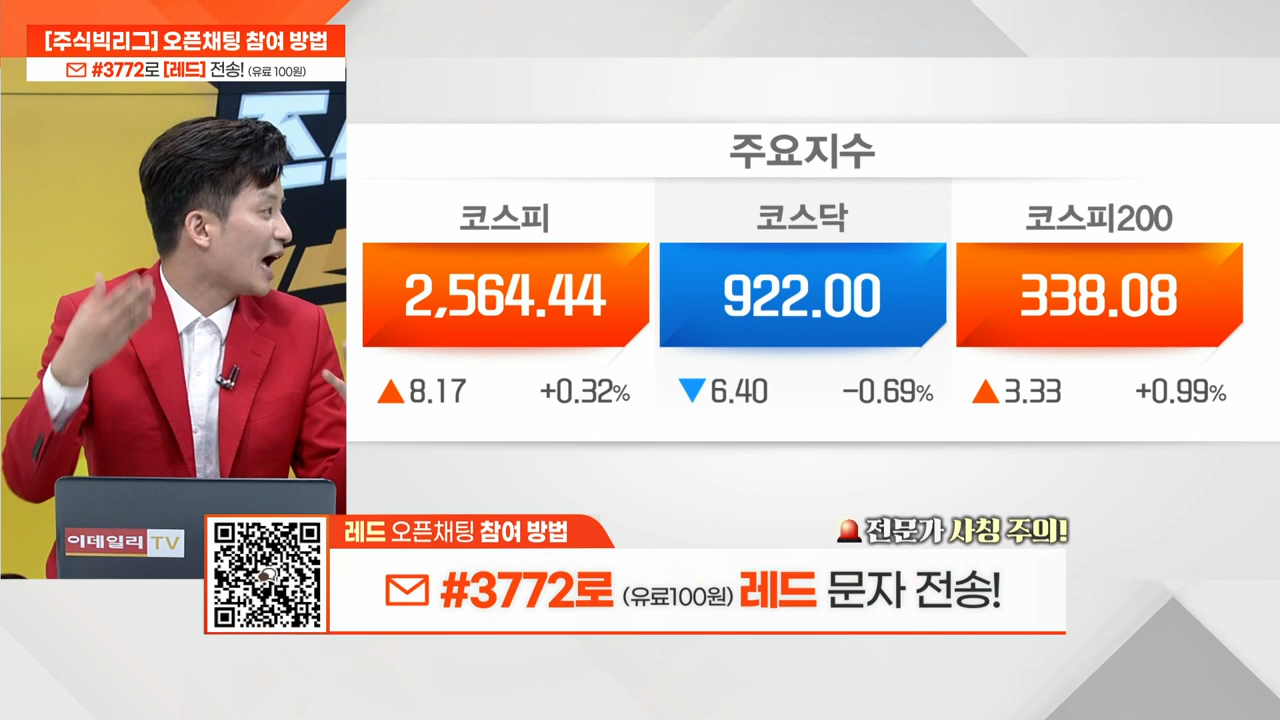 [주식빅리그] 오픈채팅 참여 방법
#3772로 [레드] 전송! (유료 100원)
주요지수
코스피
2,564.44
▲8.17 +0.32%
코스닥
922.00
▼6.40 -0.69%
코스피200
338.08
▲3.33 +0.99%
이데일리 TV
레드 오픈채팅 참여 방법
전문가 사칭 주의!
#3772로 (유료100원) 레드 문자 전송!